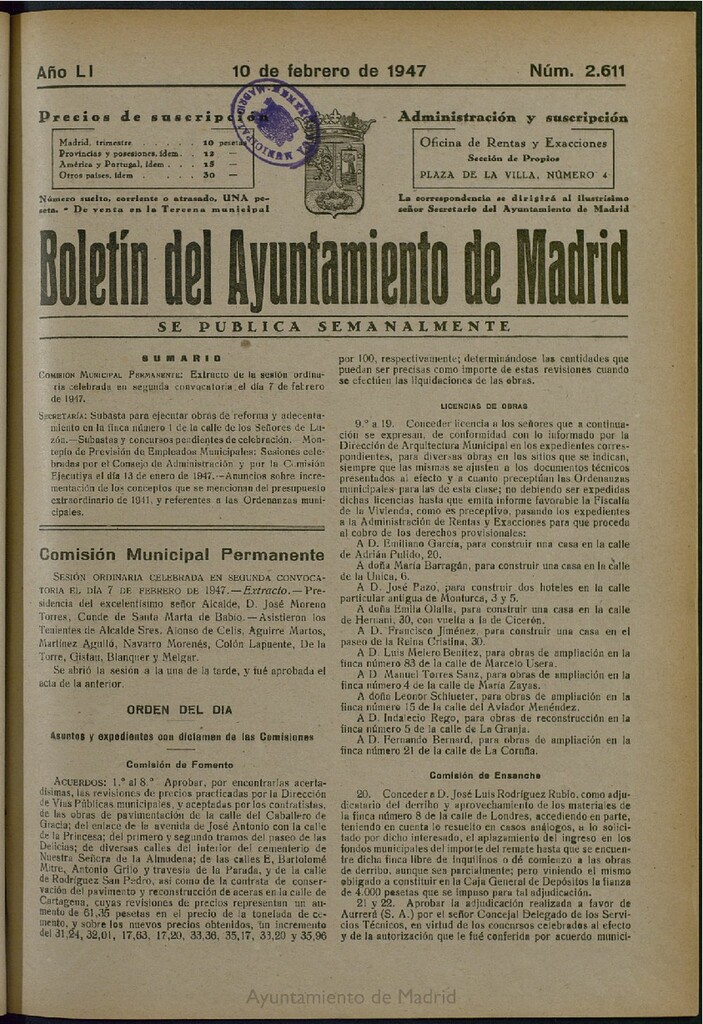 Año LI
10 de febrero de 1947
Núm. 2.611
Precios de suscripción
Madrid, trimestre . . . . 10 pesetas
Provincias y posesiones, ídem. . 12 —
América y Portugal, ídem . . . 15 —
Otros países, ídem . . . . 30 —
Número suelto, corriente o atrasado, UNA pe-
seta. - De venta en la Tercena municipal
Administración y suscripción
Oficina de Rentas y Exacciones
Sección de Propios
PLAZA DE LA VILLA, NÚMERO 4
La correspondencia se dirigirá al ilustrísimo
señor Secretario del Ayuntamiento de Madrid
Boletín del Ayuntamiento de Madrid
SE PUBLICA SEMANALMENTE
SUMARIO
COMISIÓN MUNICIPAL PERMANENTE: Extracto de la sesión ordina-
ria celebrada en segunda convocatoria el día 7 de febrero
de 1947.
SECRETARÍA: Subasta para ejecutar obras de reforma y adecenta-
miento en la finca número 1 de la calle de los Señores de Lu-
zón.—Subastas y concursos pendientes de celebración.—Mon-
tepío de Previsión de Empleados Municipales: Sesiones cele-
bradas por el Consejo de Administración y por la Comisión
Ejecutiva el día 13 de enero de 1947.—Anuncios sobre incre-
mentación de los conceptos que se mencionan del presupuesto
extraordinario de 1941, y referentes a las Ordenanzas muni-
cipales.
Comisión Municipal Permanente
SESIÓN ORDINARIA CELEBRADA EN SEGUNDA CONVOCA-
TORIA EL DÍA 7 DE FEBRERO DE 1947.—Extracto.—Pre-
sidencia del excelentísimo señor Alcalde, D. José Moreno
Torres, Conde de Santa Marta de Babío.—Asistieron los
Tenientes de Alcalde Sres. Alonso de Celis, Aguirre Martos,
Martínez Agulló, Navarro Morenés, Colón Lapuente, De la
Torre, Gistau, Blanquer y Melgar.
Se abrió la sesión a la una de la tarde, y fué aprobada el
acta de la anterior.
ORDEN DEL DIA
Asuntos y expedientes con dictamen de las Comisiones
Comisión de Fomento
ACUERDOS: 1.º al 8.º Aprobar, por encontrarlas acerta-
dísimas, las revisiones de precios practicadas por la Dirección
de Vías Públicas municipales, y aceptadas por los contratistas,
de las obras de pavimentación de la calle del Caballero de
Gracia; del enlace de la avenida de José Antonio con la calle
de la Princesa; del primero y segundo tramos del paseo de las
Delicias; de diversas calles del interior del cementerio de
Nuestra Señora de la Almudena; de las calles E, Bartolomé
Mitre, Antonio Grilo y travesía de la Parada, y de la calle
de Rodríguez San Pedro, así como de la contrata de conser-
vación del pavimento y reconstrucción de aceras en la calle de
Cartagena, cuyas revisiones de precios representan un au-
mento de 61,35 pesetas en el precio de la tonelada de ce-
mento, y sobre los nuevos precios obtenidos, un incremento
del 31,24, 32,01, 17,63, 17,20, 33,36, 35,17, 33,20 y 35,96
por 100, respectivamente; determinándose las cantidades que
puedan ser precisas como importe de estas revisiones cuando
se efectúen las liquidaciones de las obras.
LICENCIAS DE OBRAS
9.º a 19. Conceder licencia a los señores que a continua-
ción se expresan, de conformidad con lo informado por la
Dirección de Arquitectura Municipal en los expedientes corres-
pondientes, para diversas obras en los sitios que se indican,
siempre que las mismas se ajusten a los documentos técnicos
presentados al efecto y a cuanto preceptúan las Ordenanzas
municipales para las de esta clase; no debiendo ser expedidas
dichas licencias hasta que emita informe favorable la Fiscalía
de la Vivienda, como es preceptivo, pasando los expedientes
a la Administración de Rentas y Exacciones para que proceda
al cobro de los derechos provisionales:
A D. Emiliano García, para construir una casa en la calle
de Adrián Pulido, 20.
A doña María Barragán, para construir una casa en la calle
de la Unica, 6.
A D. José Pazo, para construir dos hoteles en la calle
particular antigua de Monturca, 3 y 5.
A doña Emilia Olalla, para construir una casa en la calle
de Hernani, 30, con vuelta a la de Cicerón.
A D. Francisco Jiménez, para construir una casa en el
paseo de la Reina Cristina, 30.
A D. Luis Melero Benítez, para obras de ampliación en la
finca número 83 de la calle de Marcelo Usera.
A D. Manuel Torres Sanz, para obras de ampliación en la
finca número 4 de la calle de María Zayas.
A doña Leonor Schlueter, para obras de ampliación en la
finca número 15 de la calle del Aviador Menéndez.
A D. Indalecio Rego, para obras de reconstrucción en la
finca número 5 de la calle de La Granja.
A D. Fernando Bernard, para obras de ampliación en la
finca número 21 de la calle de La Coruña.
Comisión de Ensanche
20. Conceder a D. José Luis Rodríguez Rubio, como adju-
dicatario del derribo y aprovechamiento de los materiales de
la finca número 8 de la calle de Londres, accediendo en parte,
teniendo en cuenta lo resuelto en casos análogos, a lo solici-
tado por dicho interesado, el aplazamiento del ingreso en los
fondos municipales del importe del remate hasta que se encuen-
tre dicha finca libre de inquilinos o dé comienzo a las obras
de derribo, aunque sea parcialmente; pero viniendo el mismo
obligado a constituir en la Caja General de Depósitos la fianza
de 4.000 pesetas que se impuso para tal adjudicación.
21 y 22. Aprobar la adjudicación realizada a favor de
Aurrerá (S. A.) por el señor Concejal Delegado de los Servi-
cios Técnicos, en virtud de los concursos celebrados al efecto
y de la autorización que le fué conferida por acuerdo munici-
Ayuntamiento de Madrid